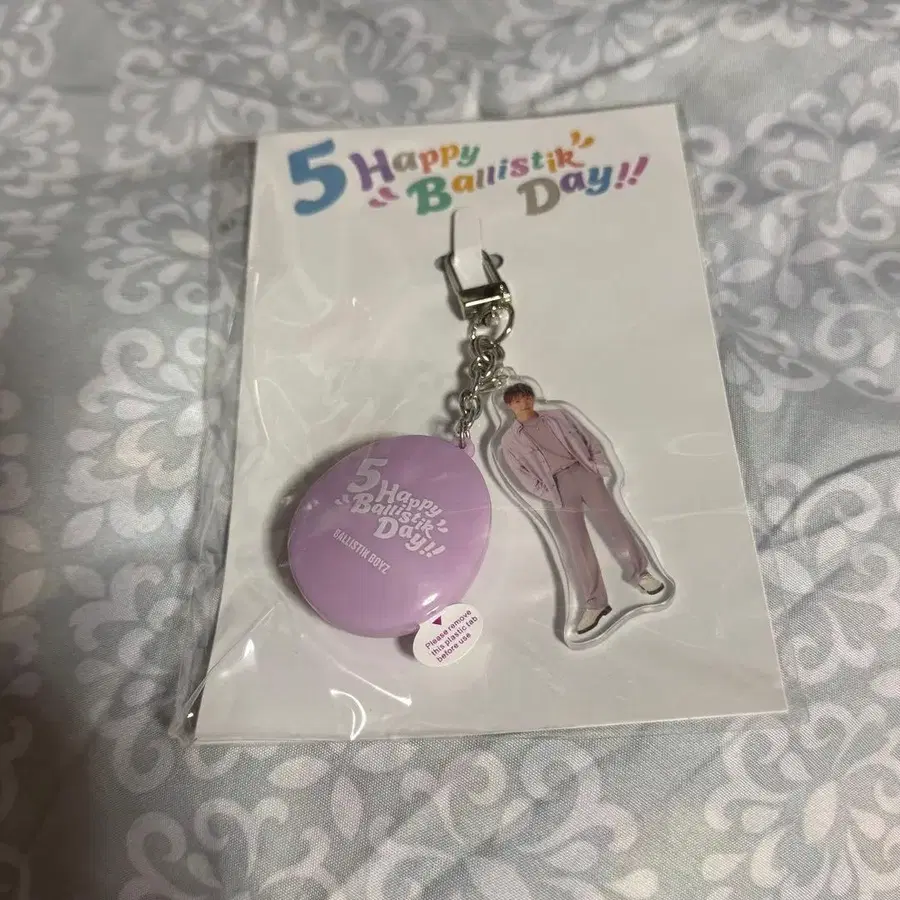 5 Happy
Ballistik
Day!!
5 Happy
Ballistik
Day!!
BALLISTIK BOYZ
Please remove
this plastic tab
before use